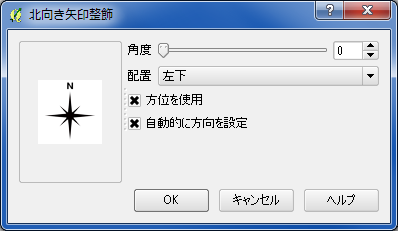 北向き矢印整飾
角度
0
N
配置 左下
方位を使用
自動的に方向を設定
OK キャンセル ヘルプ